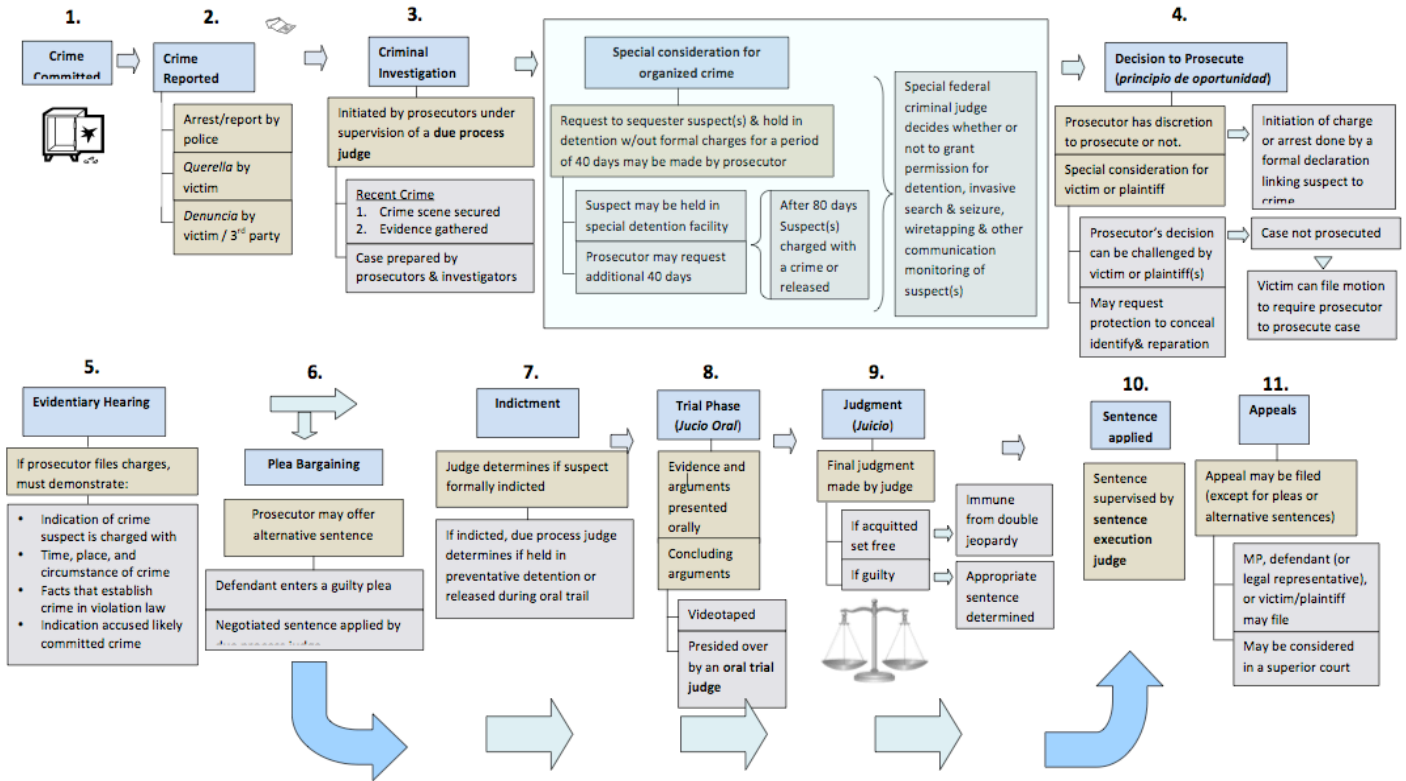 1.
Crime
Committed
2.
Crime
Reported
Arrest/report by
police
Querella by
victim
Denuncia by
victim / 3rd party
3.
Criminal
Investigation
Initiated by prosecutors under
supervision of a due process
judge
Recent Crime
1. Crime scene secured
2. Evidence gathered
Case prepared by
prosecutors & investigators
Special consideration for
organized crime
Request to sequester suspect(s) & hold in
detention w/out formal charges for a period
of 40 days may be made by prosecutor
Suspect may be held in
special detention facility
Prosecutor may request
additional 40 days
After 80 days
Suspect(s)
charged with
a crime or
released
Special federal
criminal judge
decides whether or
not to grant
permission for
detention, invasive
search & seizure,
wiretapping & other
communication
monitoring of
suspect(s)
4.
Decision to Prosecute
(principio de oportunidad)
Prosecutor has discretion
to prosecute or not.
Special consideration for
victim or plaintiff
Prosecutor's decision
can be challenged by
victim or plaintiff(s)
May request
protection to conceal
identify& reparation
Initiation of charge
or arrest done by a
formal declaration
linking suspect to
crime
Case not prosecuted
Victim can file motion
to require prosecutor
to prosecute case
5.
Evidentiary Hearing
If prosecutor files charges,
must demonstrate:
• Indication of crime
suspect is charged with
• Time, place, and
circumstance of crime
• Facts that establish
crime in violation law
• Indication accused likely
committed crime
6.
Plea Bargaining
Prosecutor may offer
alternative sentence
Defendant enters a guilty plea
Negotiated sentence applied by
7.
Indictment
Judge determines if suspect
formally indicted
If indicted, due process judge
determines if held in
preventative detention or
released during oral trail
8.
Trial Phase
(Jucio Oral)
Evidence and
arguments
presented
orally
Concluding
arguments
Videotaped
Presided over
by an oral trial
judge
9.
Judgment
(Juicio)
Final judgment
made by judge
If acquitted
set free
If guilty
Immune
from double
jeopardy
Appropriate
sentence
determined
10.
Sentence
applied
Sentence
supervised by
sentence
execution
judge
11.
Appeals
Appeal may be filed
(except for pleas or
alternative sentences)
MP, defendant (or
legal representative),
or victim/plaintiff
may file
May be considered
in a superior court